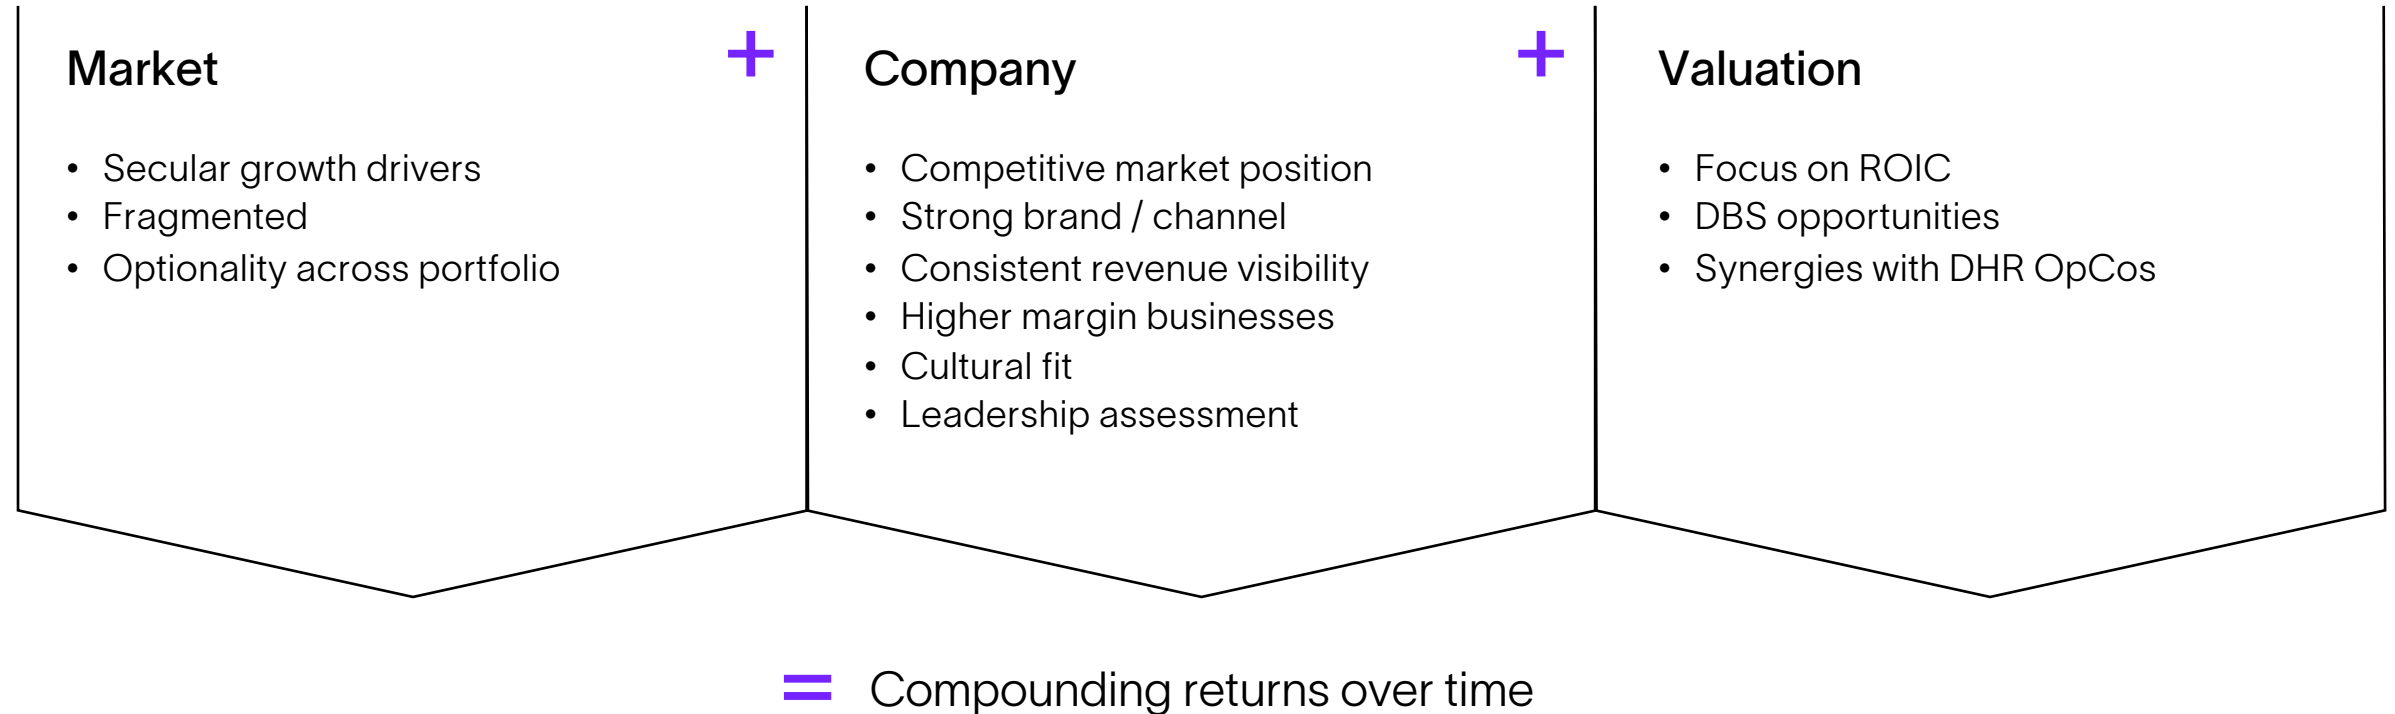 Market
+
• Secular growth drivers
• Fragmented
• Optionality across portfolio
Company
+
• Competitive market position
• Strong brand / channel
• Consistent revenue visibility
• Higher margin businesses
• Cultural fit
• Leadership assessment
Valuation
• Focus on ROIC
• DBS opportunities
• Synergies with DHR OpCos
= Compounding returns over time